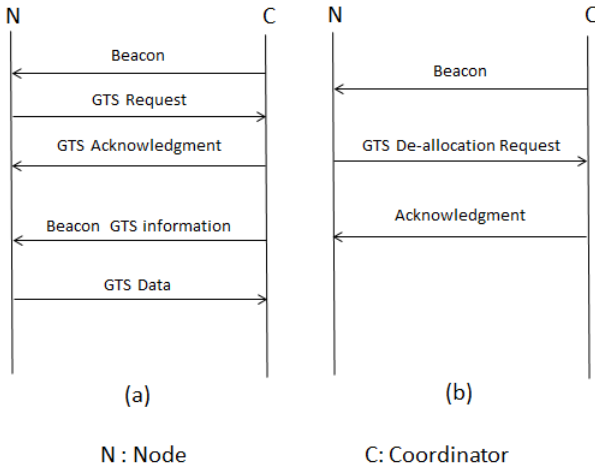 N C
Beacon
GTS Request
GTS Acknowledgment
Beacon GTS information
GTS Data
(a)
N C
Beacon
GTS De-allocation Request
Acknowledgment
(b)
N : Node C: Coordinator